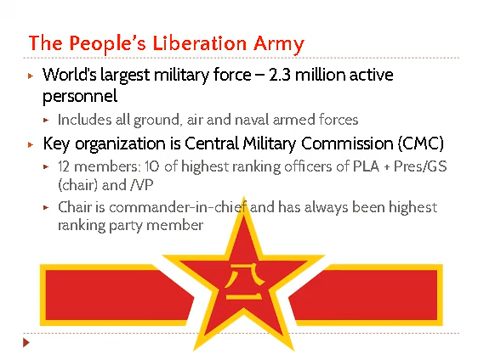 The People's Liberation Army
World's largest military force – 2.3 million active
personnel
Includes all ground, air and naval armed forces
Key organization is Central Military Commission (CMC)
12 members: 10 of highest ranking officers of PLA + Pres/GS
(chair) and /VP
Chair is commander-in-chief and has always been highest
ranking party member
八一